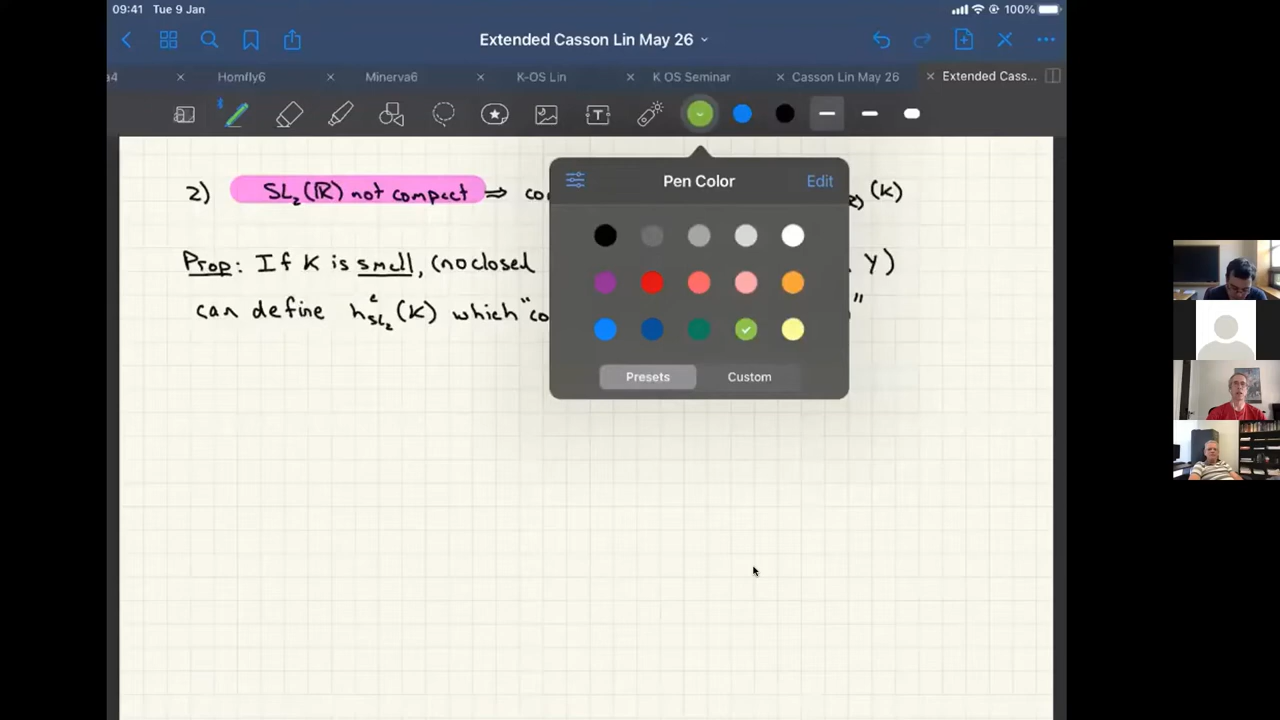 09:41 Tue 9 Jan 100%
Extended Casson Lin May 26
a4 Homfly6 Minerva6 K-OS Lin K OS Seminar Casson Lin May 26 Extended Cass...
Pen Color Edit
2) SL₂(ℝ) not compact ⇒ co (K)
Prop: If K is small, (no closed . Y)
can define hᵉ_SL₂(K) which "co "
Presets Custom